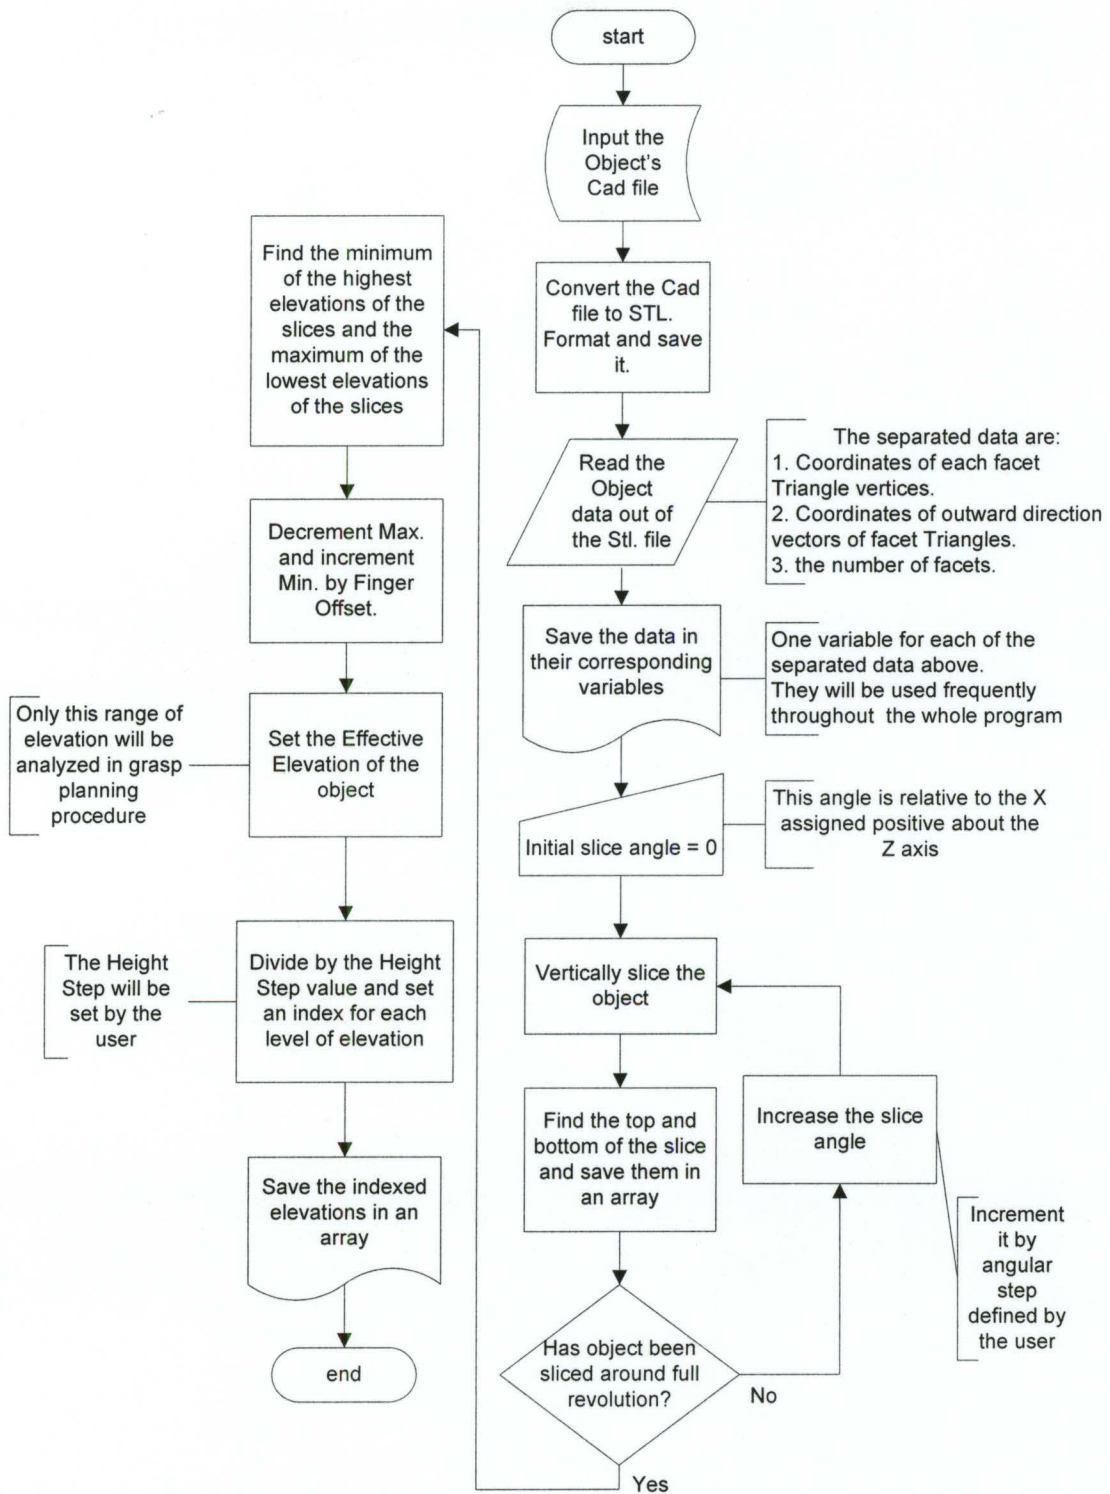 start
Input the
Object's
Cad file
Convert the Cad
file to STL.
Format and save
it.
Read the
Object
data out of
the Stl. file
The separated data are:
1. Coordinates of each facet
Triangle vertices.
2. Coordinates of outward direction
vectors of facet Triangles.
3. the number of facets.
Save the data in
their corresponding
variables
One variable for each of the
separated data above.
They will be used frequently
throughout the whole program
Initial slice angle = 0
This angle is relative to the X
assigned positive about the
Z axis
Vertically slice the
object
Find the top and
bottom of the slice
and save them in
an array
Has object been
sliced around full
revolution?
No
Increase the slice
angle
Increment
it by
angular
step
defined by
the user
Yes
Find the minimum
of the highest
elevations of the
slices and the
maximum of the
lowest elevations
of the slices
Decrement Max.
and increment
Min. by Finger
Offset.
Set the Effective
Elevation of the
object
Only this range of
elevation will be
analyzed in grasp
planning
procedure
Divide by the Height
Step value and set
an index for each
level of elevation
The Height
Step will be
set by the
user
Save the indexed
elevations in an
array
end